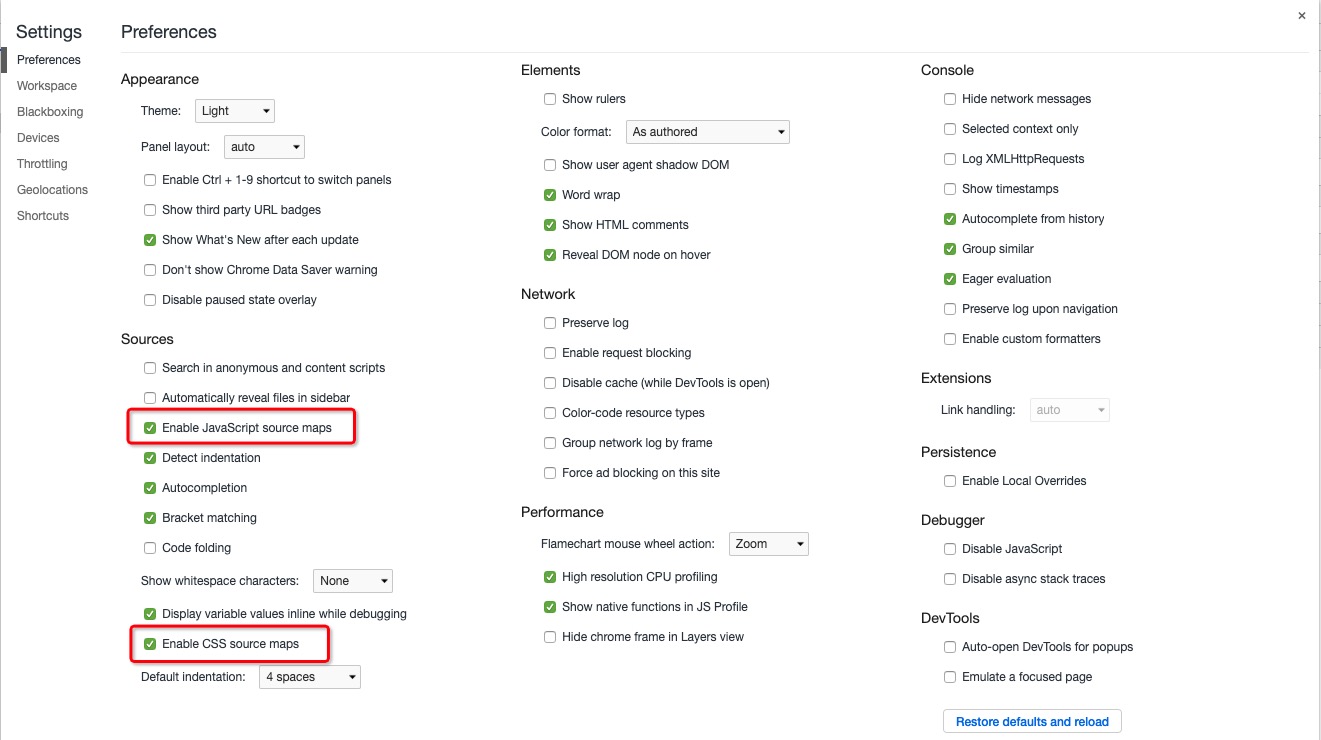 Settings
Preferences
Workspace
Blackboxing
Devices
Throttling
Geolocations
Shortcuts
Preferences
Appearance
Theme: Light
Panel layout: auto
Enable Ctrl + 1-9 shortcut to switch panels
Show third party URL badges
Show What's New after each update
Don't show Chrome Data Saver warning
Disable paused state overlay
Sources
Search in anonymous and content scripts
Automatically reveal files in sidebar
Enable JavaScript source maps
Detect indentation
Autocompletion
Bracket matching
Code folding
Show whitespace characters: None
Display variable values inline while debugging
Enable CSS source maps
Default indentation: 4 spaces
Elements
Show rulers
Color format: As authored
Show user agent shadow DOM
Word wrap
Show HTML comments
Reveal DOM node on hover
Network
Preserve log
Enable request blocking
Disable cache (while DevTools is open)
Color-code resource types
Group network log by frame
Force ad blocking on this site
Performance
Flamechart mouse wheel action: Zoom
High resolution CPU profiling
Show native functions in JS Profile
Hide chrome frame in Layers view
Console
Hide network messages
Selected context only
Log XMLHttpRequests
Show timestamps
Autocomplete from history
Group similar
Eager evaluation
Preserve log upon navigation
Enable custom formatters
Extensions
Link handling: auto
Persistence
Enable Local Overrides
Debugger
Disable JavaScript
Disable async stack traces
DevTools
Auto-open DevTools for popups
Emulate a focused page
Restore defaults and reload